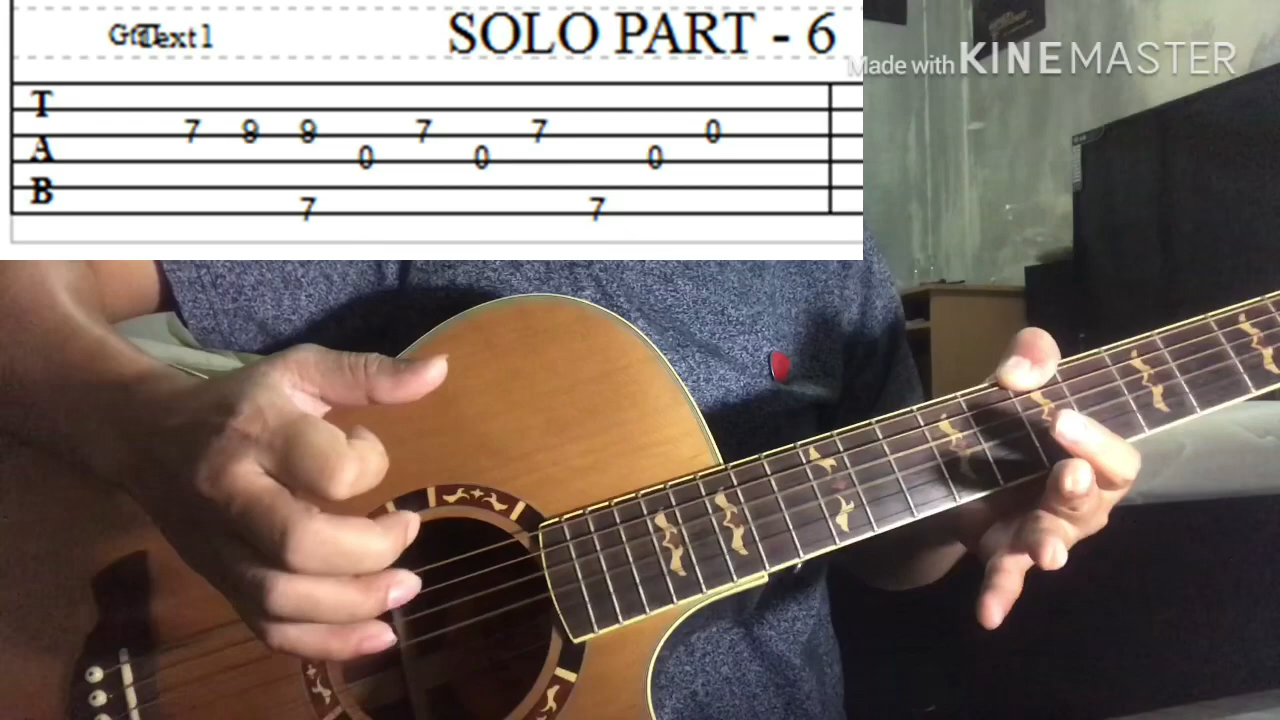 SOLO PART - 6
Made with KINEMASTER
T
A
B
7 9 9 7 7 0
0 0 0
7 7